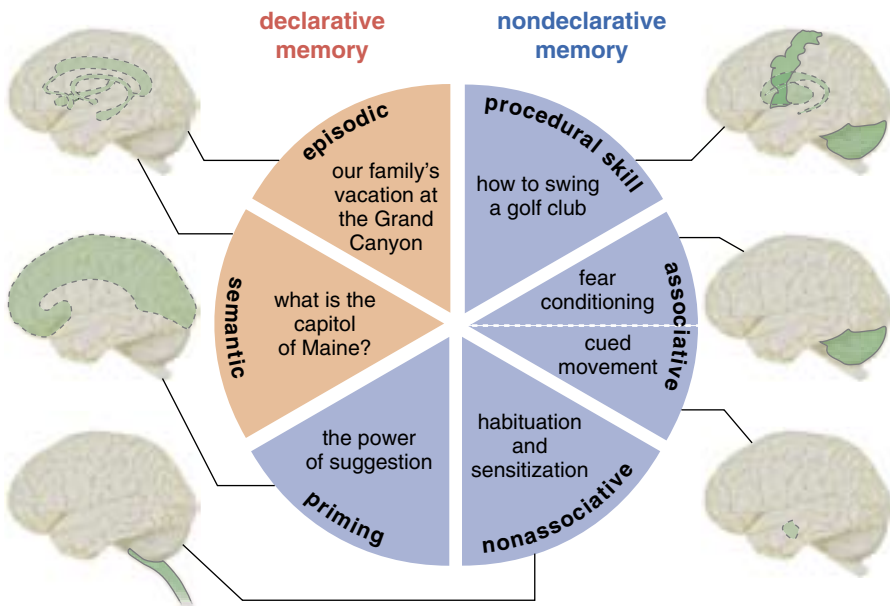 declarative
memory
nondeclarative
memory
episodic
our family's
vacation at
the Grand
Canyon
procedural skill
how to swing
a golf club
semantic
what is the
capitol
of Maine?
associative
fear
conditioning
cued
movement
priming
the power
of suggestion
nonassociative
habituation
and
sensitization